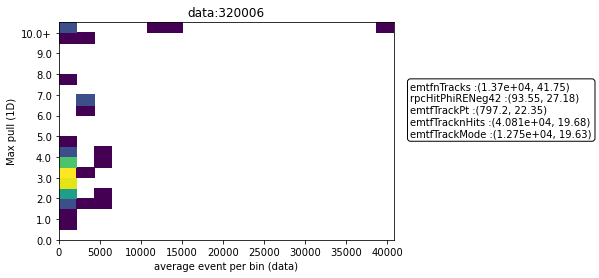 data:320006
10.0+
9.0
8.0
7.0
6.0
5.0
4.0
3.0
2.0
1.0
0.0
Max pull (1D)
0 5000 10000 15000 20000 25000 30000 35000 40000
average event per bin (data)
emtfnTracks :(1.37e+04, 41.75)
rpcHitPhiRENeg42 :(93.55, 27.18)
emtfTrackPt :(797.2, 22.35)
emtfTracknHits :(4.081e+04, 19.68)
emtfTrackMode :(1.275e+04, 19.63)